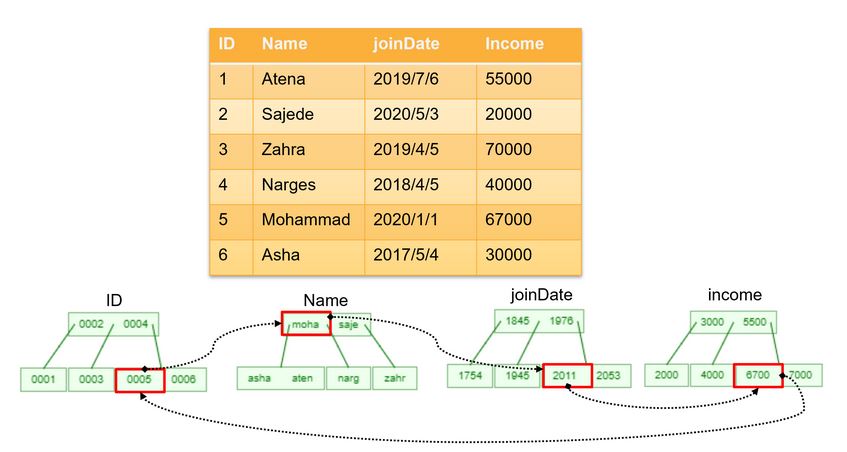 ID Name joinDate Income
1 Atena 2019/7/6 55000
2 Sajede 2020/5/3 20000
3 Zahra 2019/4/5 70000
4 Narges 2018/4/5 40000
5 Mohammad 2020/1/1 67000
6 Asha 2017/5/4 30000
ID Name joinDate income
0002 0004 moha saje 1845 1976 3000 5500
0001 0003 0005 0006 asha aten narg zahr 1754 1945 2011 2053 2000 4000 6700 7000